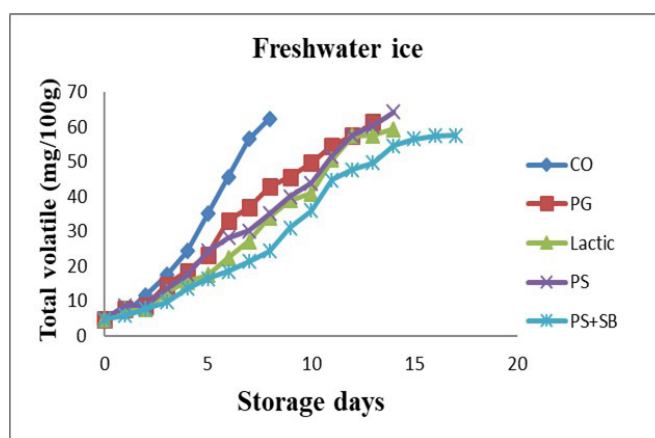 Freshwater ice
Total volatile (mg/100g)
70
60
50
40
30
20
10
0
0 5 10 15 20
Storage days
CO
PG
Lactic
PS
PS+SB